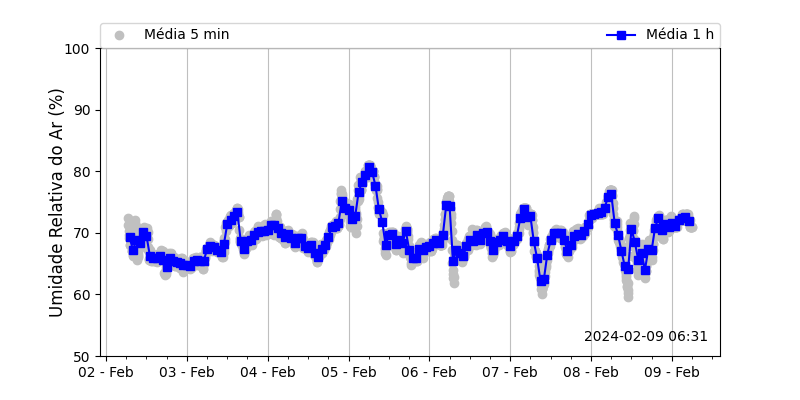 Média 5 min
Média 1 h
Umidade Relativa do Ar (%)
100
90
80
70
60
50
2024-02-09 06:31
02 - Feb
03 - Feb
04 - Feb
05 - Feb
06 - Feb
07 - Feb
08 - Feb
09 - Feb